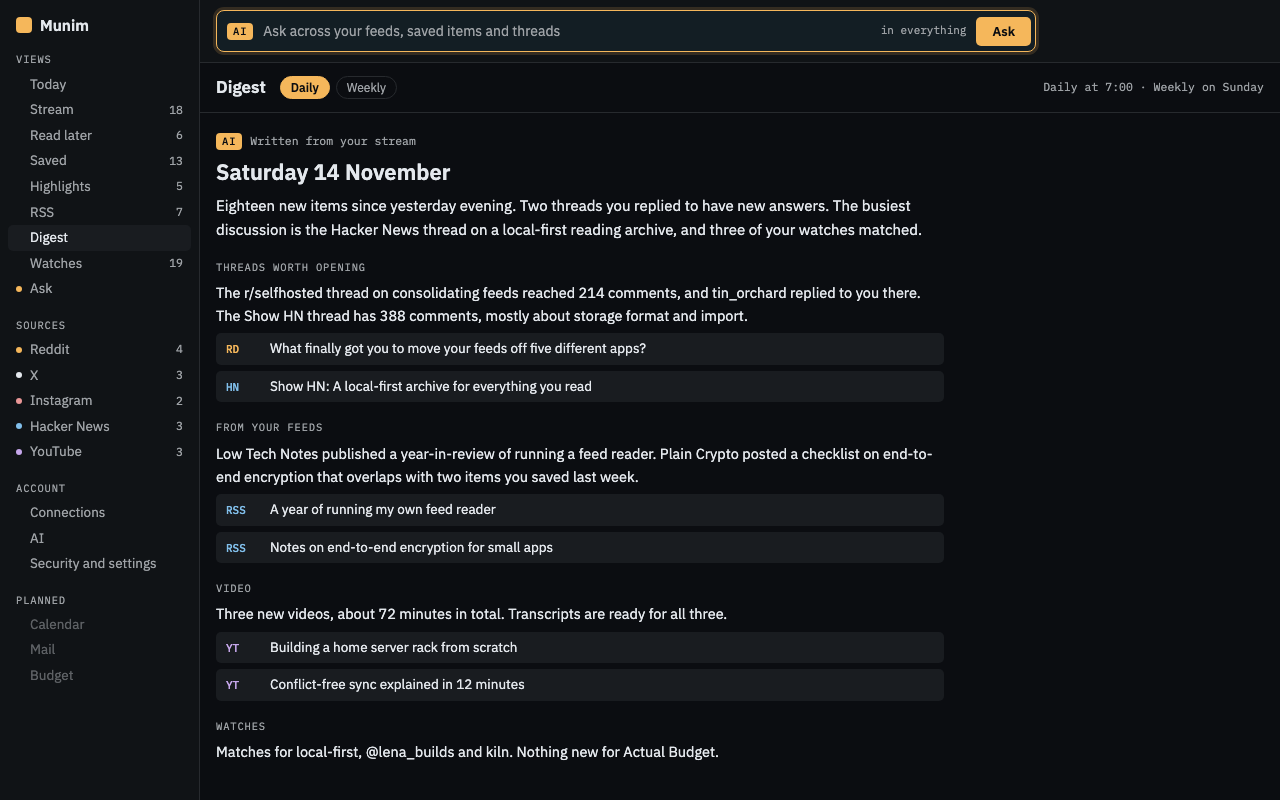 Munim
VIEWS
Today
Stream 18
Read later 6
Saved 13
Highlights 5
RSS 7
Digest
Watches 19
Ask
SOURCES
Reddit 4
X 3
Instagram 2
Hacker News 3
YouTube 3
ACCOUNT
Connections
AI
Security and settings
PLANNED
Calendar
Mail
Budget
AI Ask across your feeds, saved items and threads in everything Ask
Digest Daily Weekly Daily at 7:00 · Weekly on Sunday
AI Written from your stream
Saturday 14 November
Eighteen new items since yesterday evening. Two threads you replied to have new answers. The busiest
discussion is the Hacker News thread on a local-first reading archive, and three of your watches matched.
THREADS WORTH OPENING
The r/selfhosted thread on consolidating feeds reached 214 comments, and tin_orchard replied to you there.
The Show HN thread has 388 comments, mostly about storage format and import.
RD What finally got you to move your feeds off five different apps?
HN Show HN: A local-first archive for everything you read
FROM YOUR FEEDS
Low Tech Notes published a year-in-review of running a feed reader. Plain Crypto posted a checklist on end-to-
end encryption that overlaps with two items you saved last week.
RSS A year of running my own feed reader
RSS Notes on end-to-end encryption for small apps
VIDEO
Three new videos, about 72 minutes in total. Transcripts are ready for all three.
YT Building a home server rack from scratch
YT Conflict-free sync explained in 12 minutes
WATCHES
Matches for local-first, @lena_builds and kiln. Nothing new for Actual Budget.